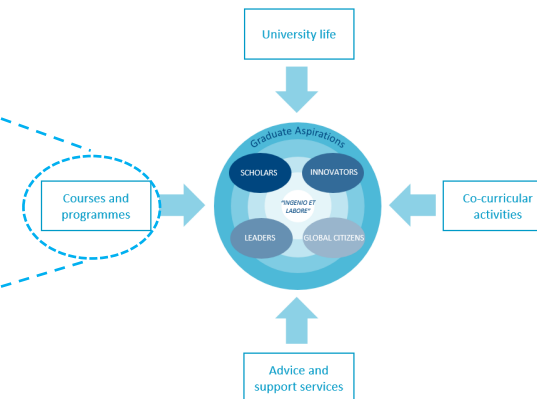 University life
Graduate Aspirations
SCHOLARS
INNOVATORS
Courses and
programmes
"INGENIO ET
LABORE"
Co-curricular
activities
LEADERS
GLOBAL CITIZENS
Advice and
support services